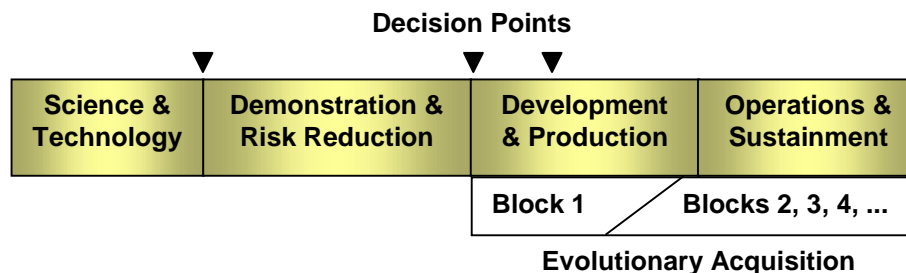 Decision Points
Science &
Technology
Demonstration &
Risk Reduction
Development
& Production
Operations &
Sustainment
Block 1
Blocks 2, 3, 4, ...
Evolutionary Acquisition